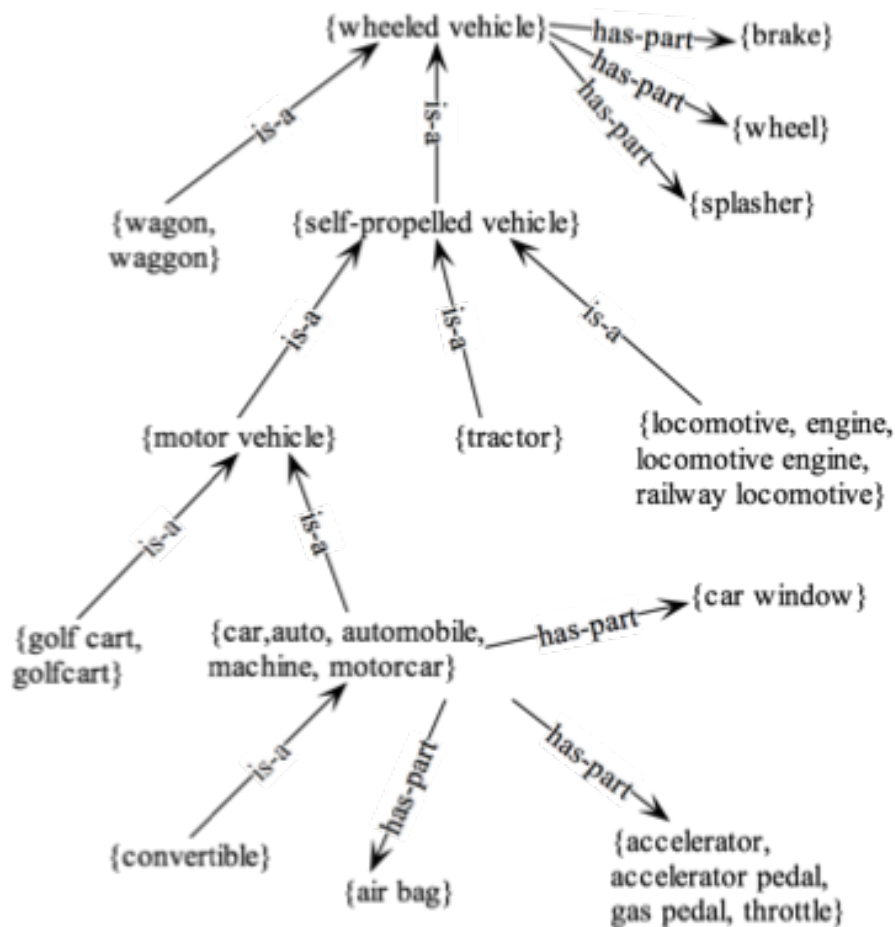 {wheeled vehicle}
has-part
{brake}
has-part
{wheel}
has-part
{splasher}
is-a
is-a
{wagon,
waggon}
{self-propelled vehicle}
is-a
is-a
is-a
{motor vehicle}
{tractor}
{locomotive, engine,
locomotive engine,
railway locomotive}
is-a
is-a
{golf cart,
golfcart}
{car,auto, automobile,
machine, motorcar}
has-part
{car window}
is-a
has-part
has-part
{convertible}
{air bag}
{accelerator,
accelerator pedal,
gas pedal, throttle}